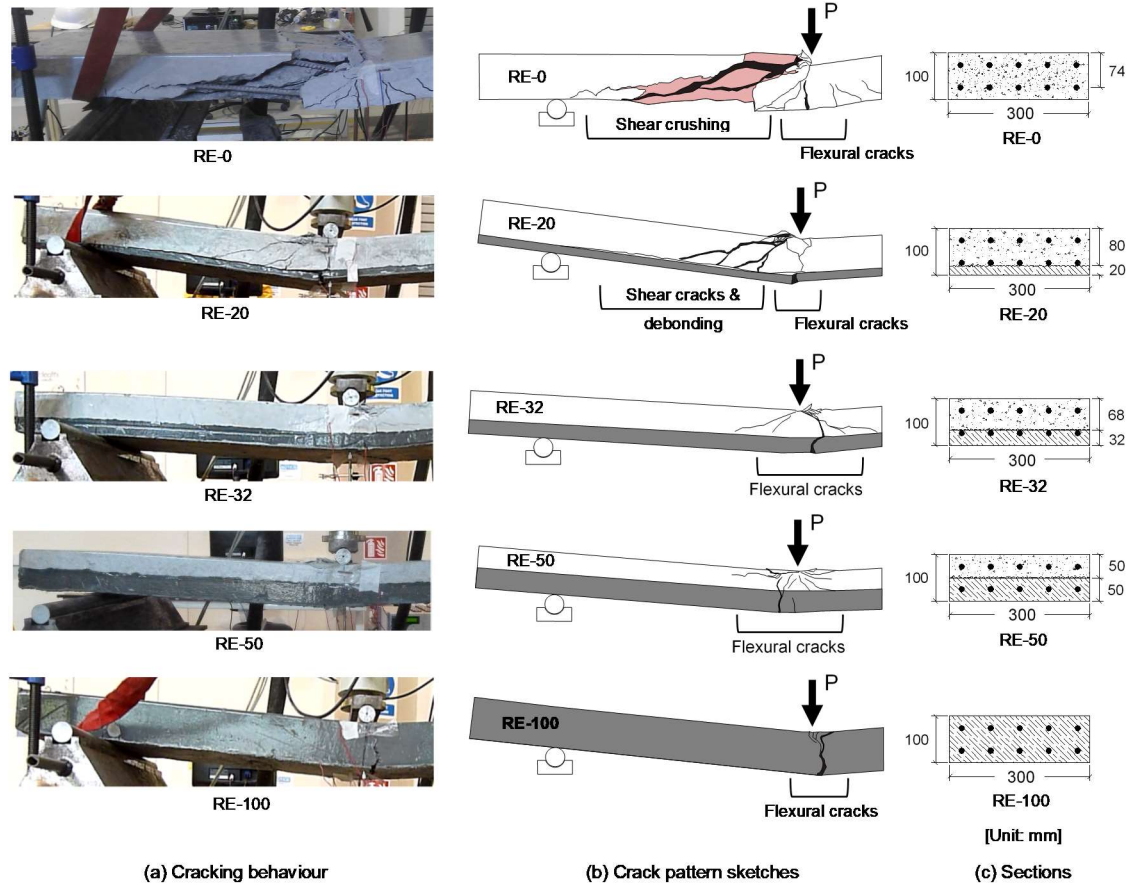 P
RE-0
100
74
300
Shear crushing
RE-0
RE-0
Flexural cracks
P
RE-20
100
80
20
300
Shear cracks &
RE-20
debonding
Flexural cracks
RE-20
P
RE-32
100
68
32
300
RE-32
Flexural cracks
RE-32
P
RE-50
100
50
50
300
Flexural cracks
RE-50
RE-50
P
RE-100
100
300
RE-100
RE-100
Flexural cracks
[Unit: mm]
(a) Cracking behaviour
(b) Crack pattern sketches
(c) Sections